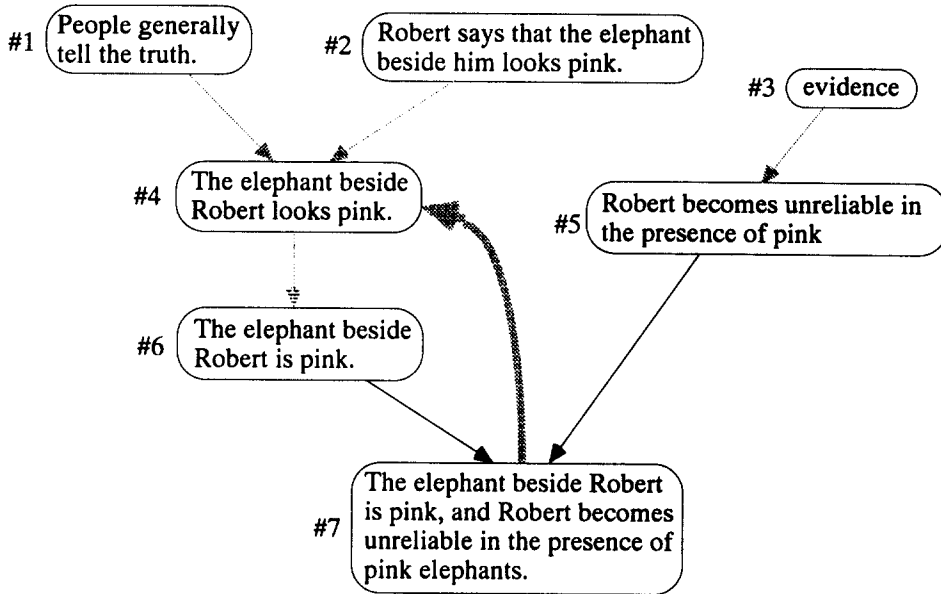 #1
People generally
tell the truth.
#2
Robert says that the elephant
beside him looks pink.
#3
evidence
#4
The elephant beside
Robert looks pink.
#5
Robert becomes unreliable in
the presence of pink
#6
The elephant beside
Robert is pink.
#7
The elephant beside Robert
is pink, and Robert becomes
unreliable in the presence of
pink elephants.